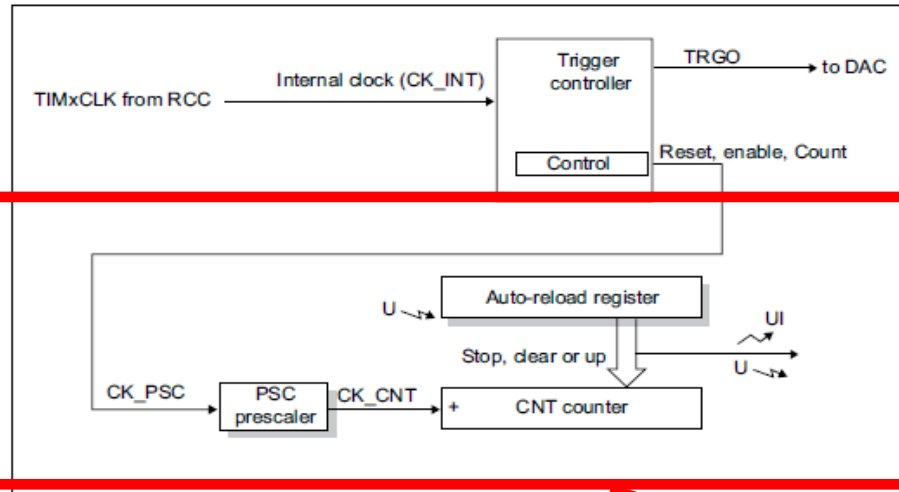 Trigger
controller
TRGO
to DAC
Internal clock (CK_INT)
TIMxCLK from RCC
Control
Reset, enable, Count
Auto-reload register
U
UI
Stop, clear or up
U
CK_PSC
PSC
prescaler
CK_CNT
+
CNT counter